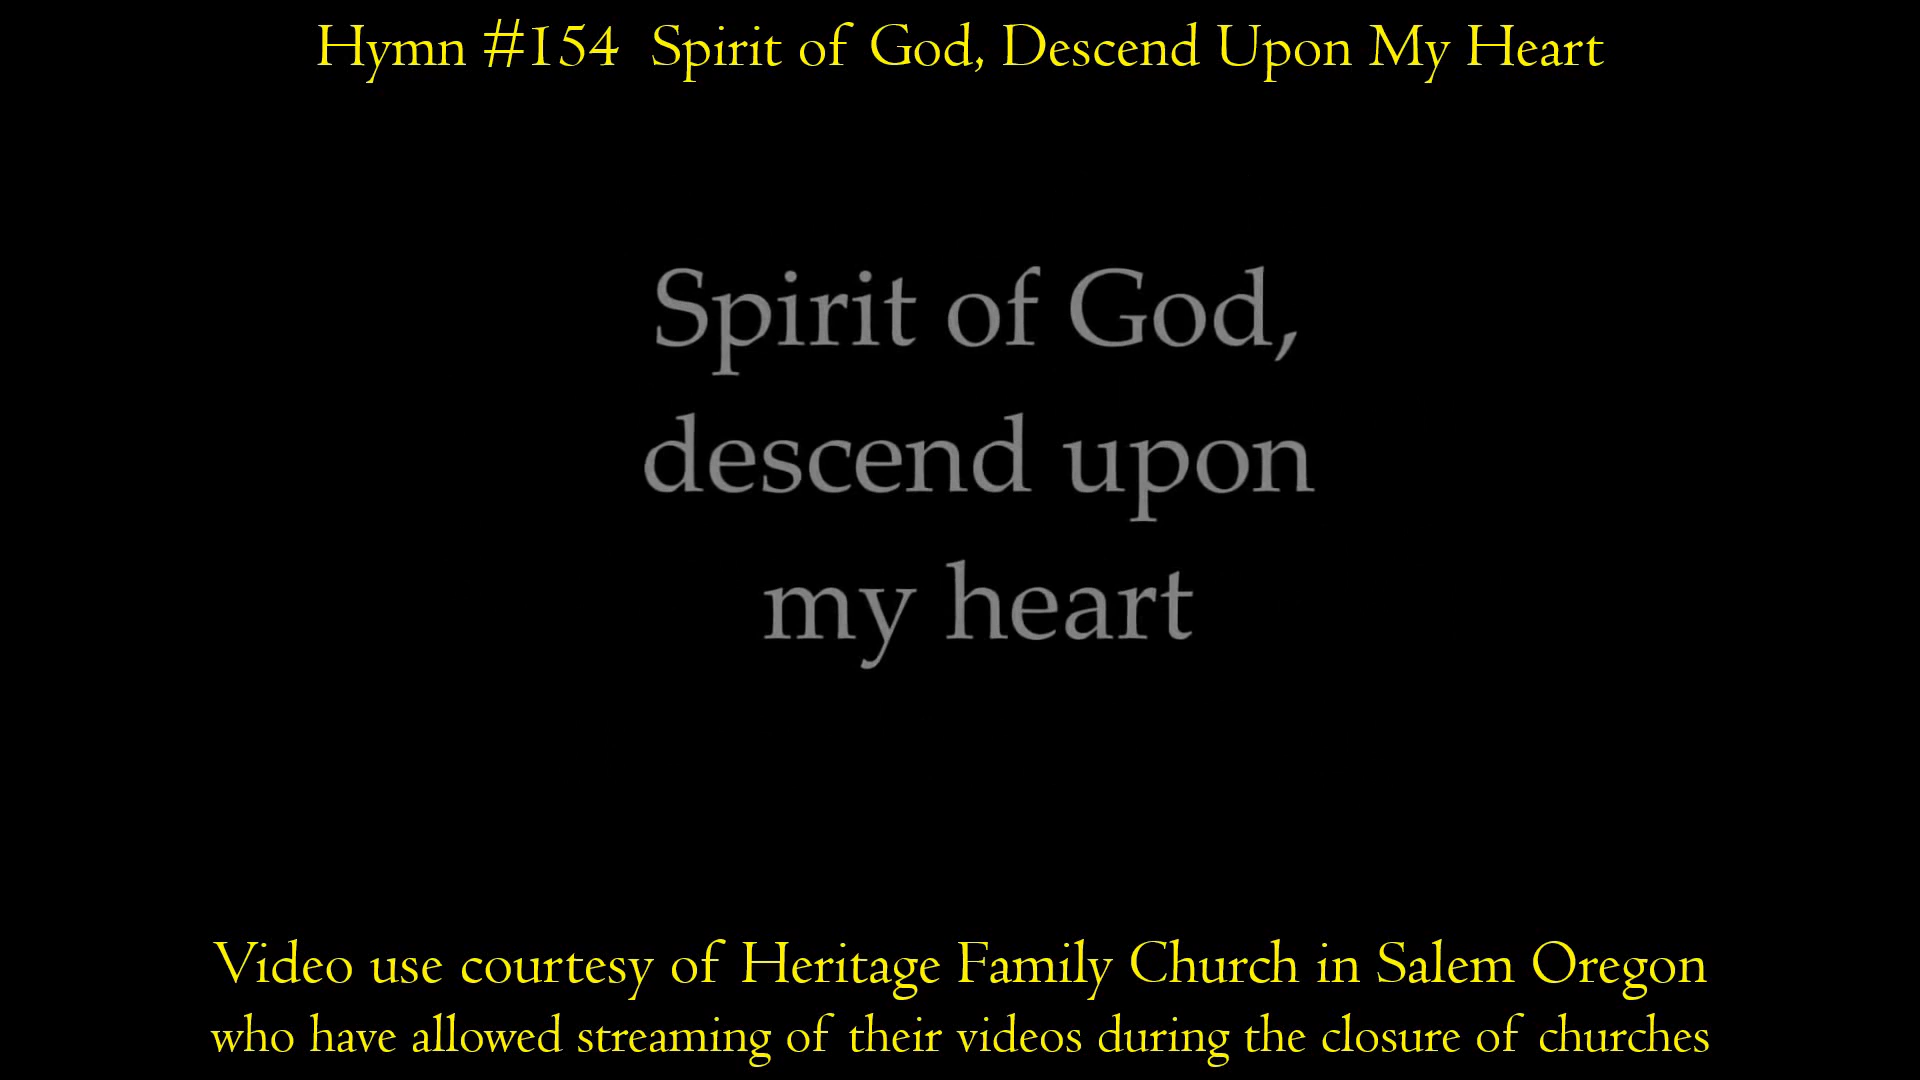 Hymn #154 Spirit of God, Descend Upon My Heart
Spirit of God,
descend upon
my heart
Video use courtesy of Heritage Family Church in Salem Oregon
who have allowed streaming of their videos during the closure of churches